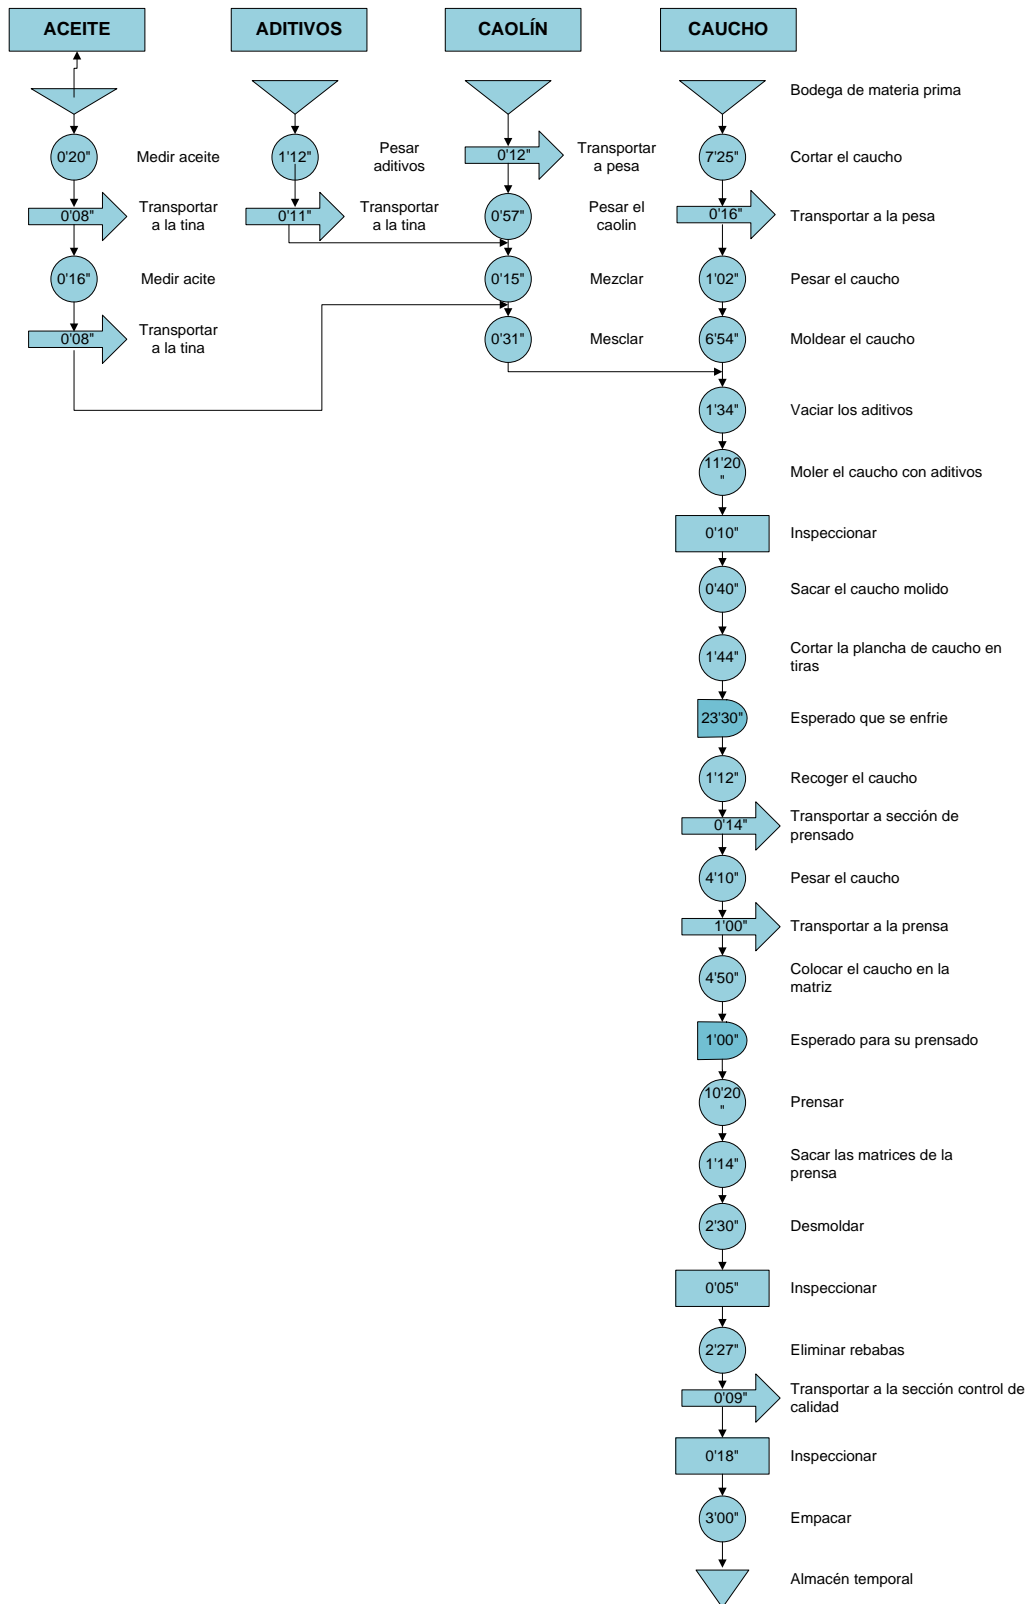 ACEITE
ADITIVOS
CAOLÍN
CAUCHO
Bodega de materia prima
0'20"
Medir aceite
1'12"
Pesar
aditivos
0'12"
Transportar
a pesa
7'25"
Cortar el caucho
0'08"
Transportar
a la tina
0'11"
Transportar
a la tina
0'57"
Pesar el
caolin
0'16"
Transportar a la pesa
0'16"
Medir acite
0'15"
Mezclar
1'02"
Pesar el caucho
0'08"
Transportar
a la tina
0'31"
Mesclar
6'54"
Moldear el caucho
1'34"
Vaciar los aditivos
11'20
"
Moler el caucho con aditivos
0'10"
Inspeccionar
0'40"
Sacar el caucho molido
1'44"
Cortar la plancha de caucho en
tiras
23'30"
Esperado que se enfrie
1'12"
Recoger el caucho
0'14"
Transportar a sección de
prensado
4'10"
Pesar el caucho
1'00"
Transportar a la prensa
4'50"
Colocar el caucho en la
matriz
1'00"
Esperado para su prensado
10'20
"
Prensar
1'14"
Sacar las matrices de la
prensa
2'30"
Desmoldar
0'05"
Inspeccionar
2'27"
Eliminar rebabas
0'09"
Transportar a la sección control de
calidad
0'18"
Inspeccionar
3'00"
Empacar
Almacén temporal